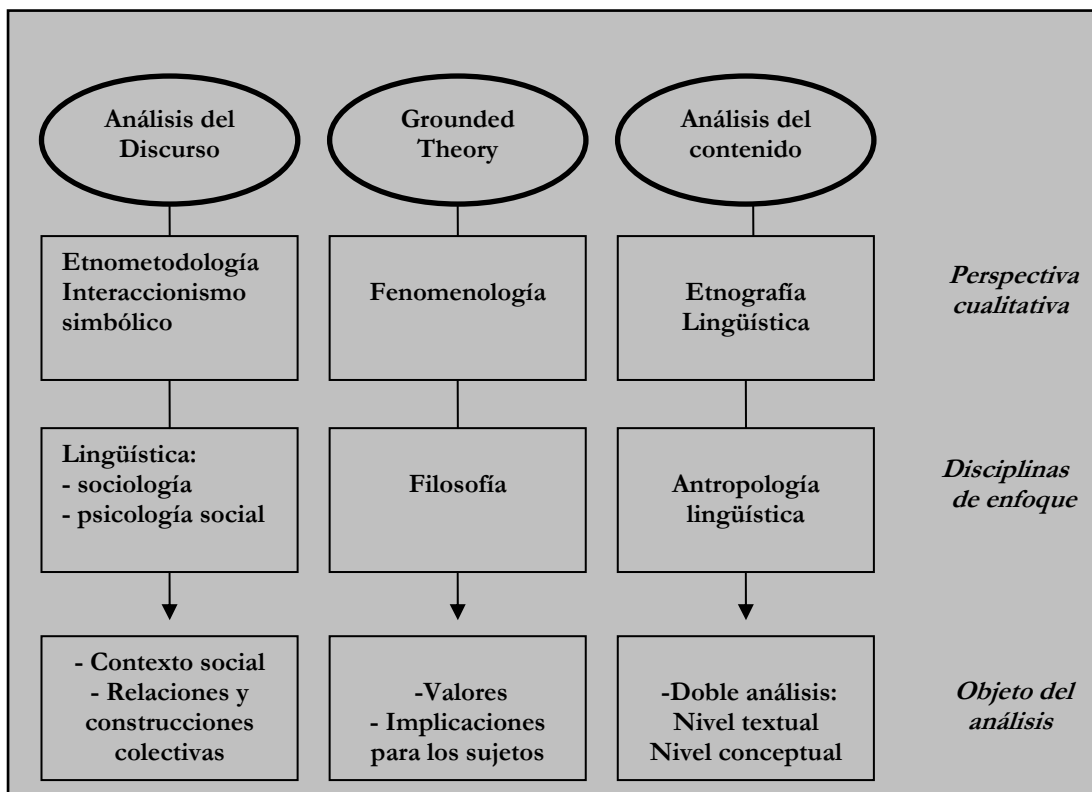 Análisis del
Discurso
Grounded
Theory
Análisis del
contenido
Etnometodología
Interaccionismo
simbólico
Fenomenología
Etnografía
Lingüística
Perspectiva
cualitativa
Lingüística:
- sociología
- psicología social
Filosofía
Antropología
lingüística
Disciplinas
de enfoque
- Contexto social
- Relaciones y
construcciones
colectivas
-Valores
- Implicaciones
para los sujetos
-Doble análisis:
Nivel textual
Nivel conceptual
Objeto del
análisis